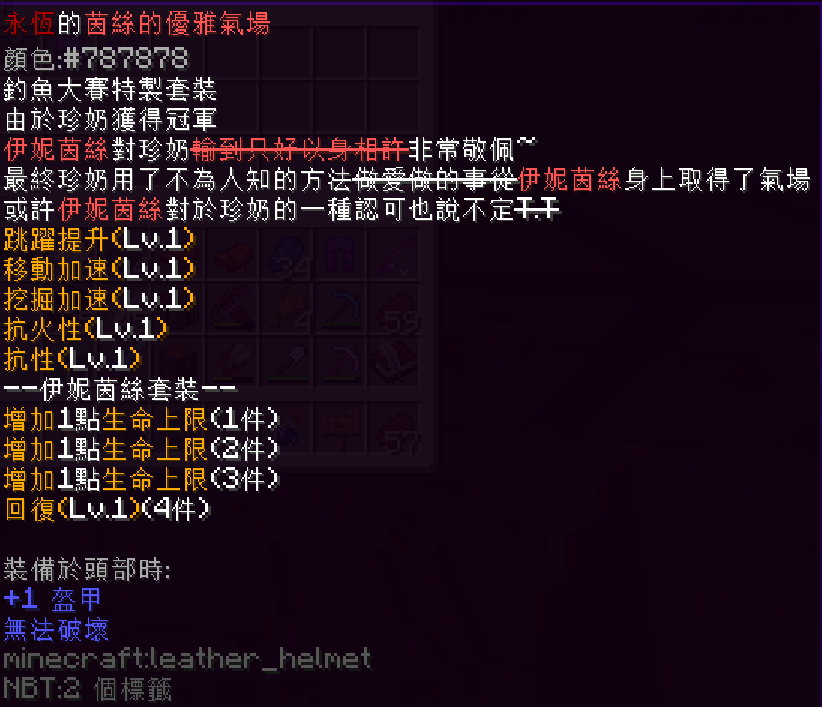 永恆的茵絲的優雅氣場
顏色:#787878
釣魚大賽特製套裝
由於珍奶獲得冠軍
伊妮茵絲對珍奶輸到只好以身相許非常敬佩~
最終珍奶用了不為人知的方法做愛做的事從伊妮茵絲身上取得了氣場
或許伊妮茵絲對於珍奶的一種認可也說不定T.T
跳躍提升(Lv.1)
移動加速(Lv.1)
挖掘加速(Lv.1)
抗火性(Lv.1)
抗性(Lv.1)
--伊妮茵絲套裝--
增加1點生命上限(1件)
增加1點生命上限(2件)
增加1點生命上限(3件)
回復(Lv.1)(4件)
裝備於頭部時:
+1 盔甲
無法破壞
minecraft:leather_helmet
NBT:2 個標籤
34
4
59
57